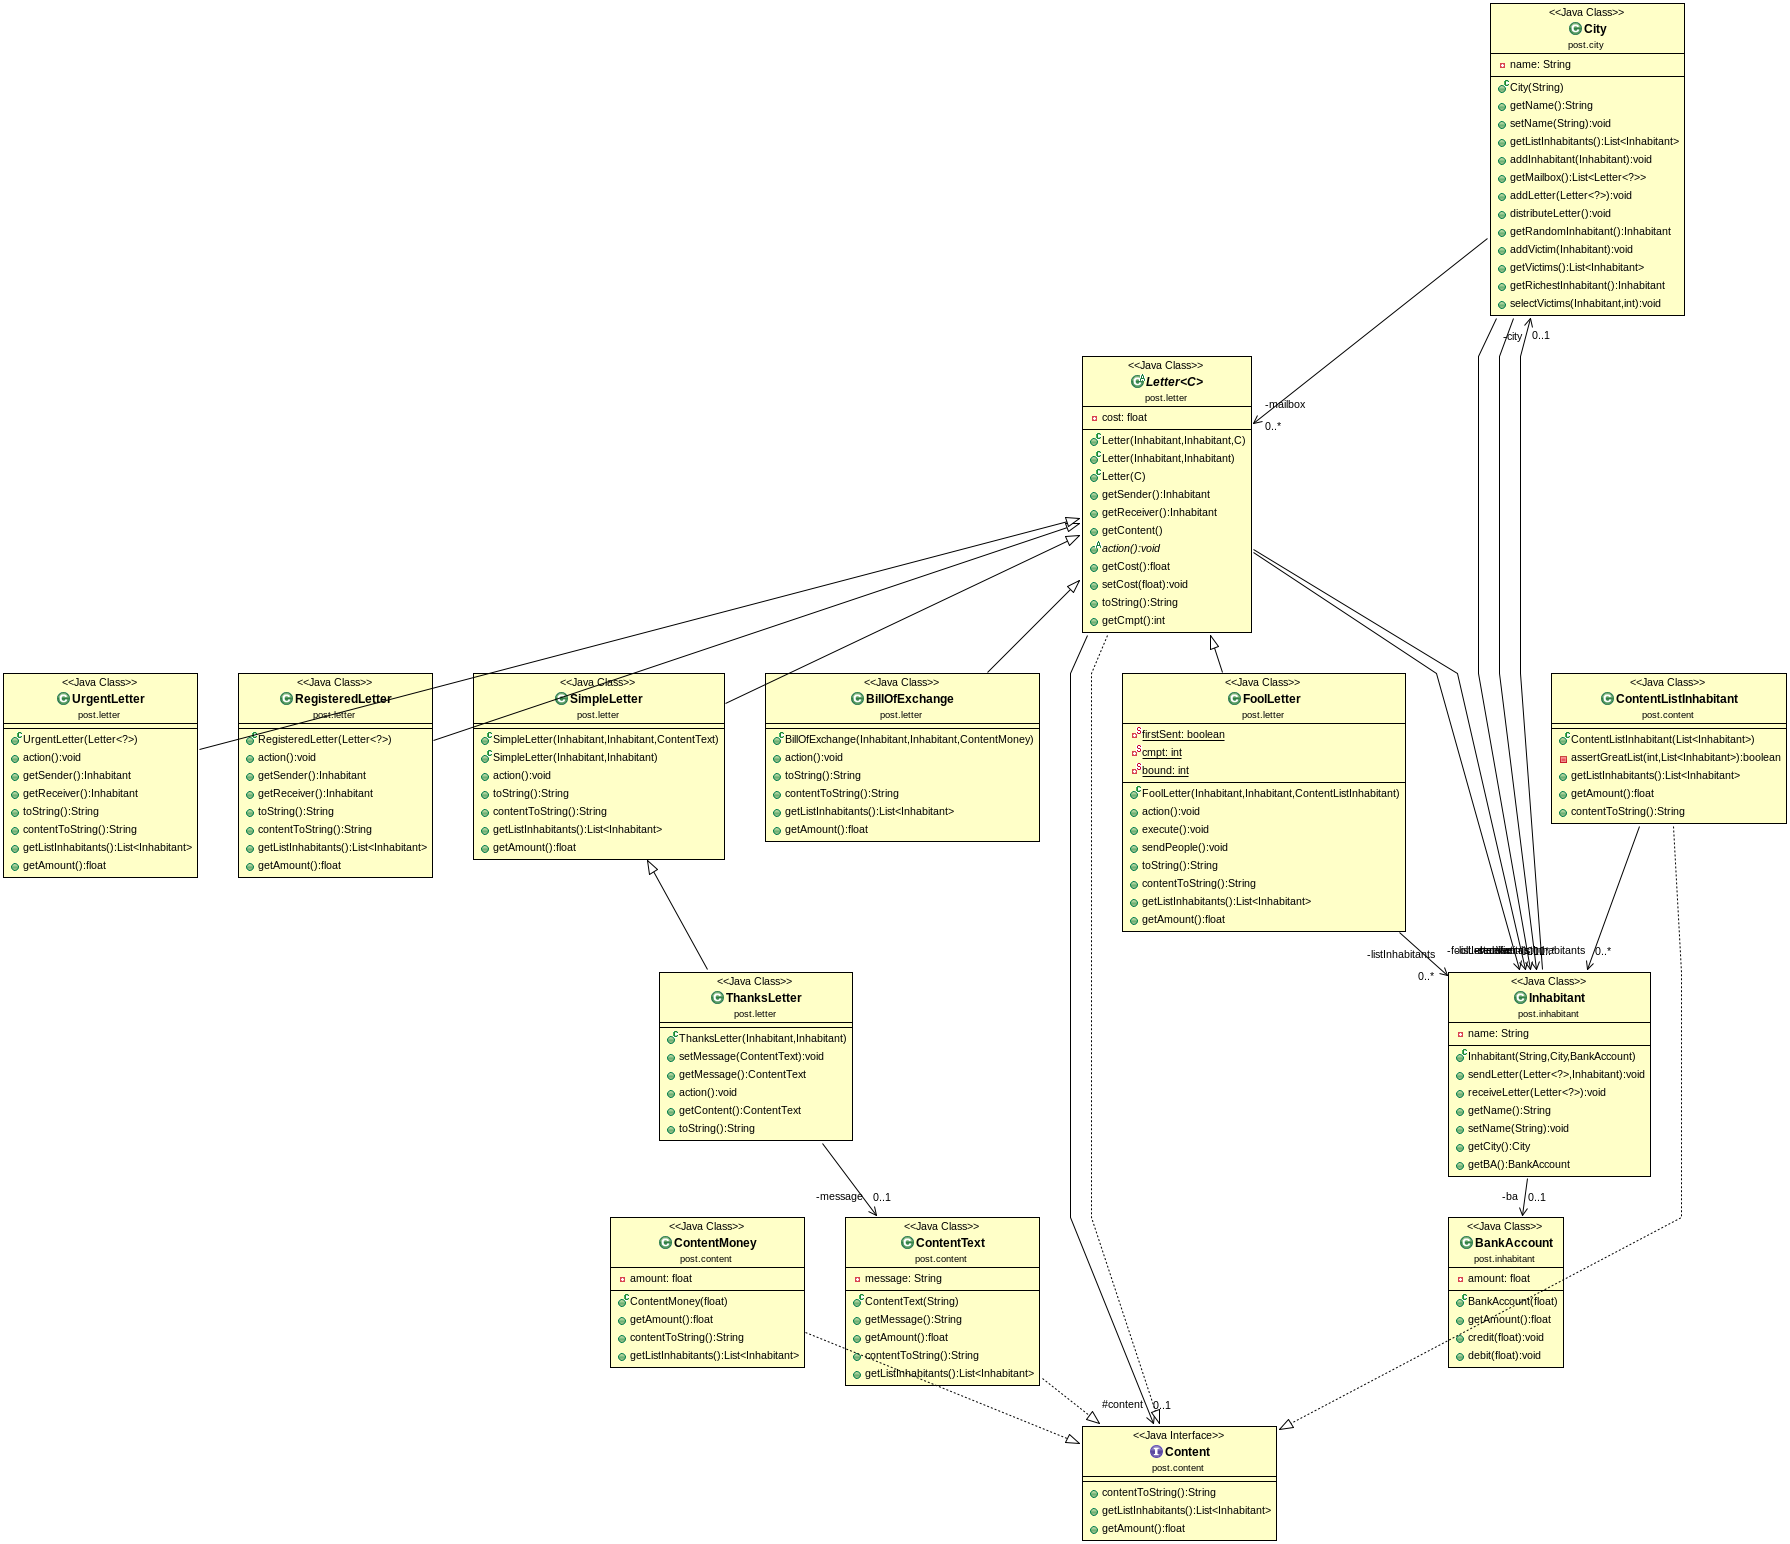 <<Java Class>>
City
post.city
name: String
City(String)
getName():String
setName(String):void
getListInhabitants():List<Inhabitant>
addInhabitant(Inhabitant):void
getMailbox():List<Letter<?>>
addLetter(Letter<?>):void
distributeLetter():void
getRandomInhabitant():Inhabitant
addVictim(Inhabitant):void
getVictims():List<Inhabitant>
getRichestInhabitant():Inhabitant
selectVictims(Inhabitant,int):void
-city 0..1
<<Java Class>>
Letter<C>
post.letter
cost: float
Letter(Inhabitant,Inhabitant,C)
Letter(Inhabitant,Inhabitant)
Letter(C)
getSender():Inhabitant
getReceiver():Inhabitant
getContent()
action():void
getCost():float
setCost(float):void
toString():String
getCmpt():int
-mailbox
0..*
<<Java Class>>
UrgentLetter
post.letter
UrgentLetter(Letter<?>)
action():void
getSender():Inhabitant
getReceiver():Inhabitant
toString():String
contentToString():String
getListInhabitants():List<Inhabitant>
getAmount():float
<<Java Class>>
RegisteredLetter
post.letter
RegisteredLetter(Letter<?>)
action():void
getSender():Inhabitant
getReceiver():Inhabitant
toString():String
contentToString():String
getListInhabitants():List<Inhabitant>
getAmount():float
<<Java Class>>
SimpleLetter
post.letter
SimpleLetter(Inhabitant,Inhabitant,ContentText)
SimpleLetter(Inhabitant,Inhabitant)
action():void
toString():String
contentToString():String
getListInhabitants():List<Inhabitant>
getAmount():float
<<Java Class>>
BillOfExchange
post.letter
BillOfExchange(Inhabitant,Inhabitant,ContentMoney)
action():void
toString():String
contentToString():String
getListInhabitants():List<Inhabitant>
getAmount():float
<<Java Class>>
FoolLetter
post.letter
firstSent: boolean
cmpt: int
bound: int
FoolLetter(Inhabitant,Inhabitant,ContentListInhabitant)
action():void
execute():void
sendPeople():void
toString():String
contentToString():String
getListInhabitants():List<Inhabitant>
getAmount():float
<<Java Class>>
ContentListInhabitant
post.content
ContentListInhabitant(List<Inhabitant>)
assertGreatList(int,List<Inhabitant>):boolean
getListInhabitants():List<Inhabitant>
getAmount():float
contentToString():String
-listInhabitants
0..*
0..*
<<Java Class>>
ThanksLetter
post.letter
ThanksLetter(Inhabitant,Inhabitant)
setMessage(ContentText):void
getMessage():ContentText
action():void
getContent():ContentText
toString():String
<<Java Class>>
Inhabitant
post.inhabitant
name: String
Inhabitant(String,City,BankAccount)
sendLetter(Letter<?>,Inhabitant):void
receiveLetter(Letter<?>):void
getName():String
setName(String):void
getCity():City
getBA():BankAccount
-message 0..1
-ba 0..1
<<Java Class>>
ContentMoney
post.content
amount: float
ContentMoney(float)
getAmount():float
contentToString():String
getListInhabitants():List<Inhabitant>
<<Java Class>>
ContentText
post.content
message: String
ContentText(String)
getMessage():String
getAmount():float
contentToString():String
getListInhabitants():List<Inhabitant>
<<Java Class>>
BankAccount
post.inhabitant
amount: float
BankAccount(float)
getAmount():float
credit(float):void
debit(float):void
#content 0..1
<<Java Interface>>
Content
post.content
contentToString():String
getListInhabitants():List<Inhabitant>
getAmount():float